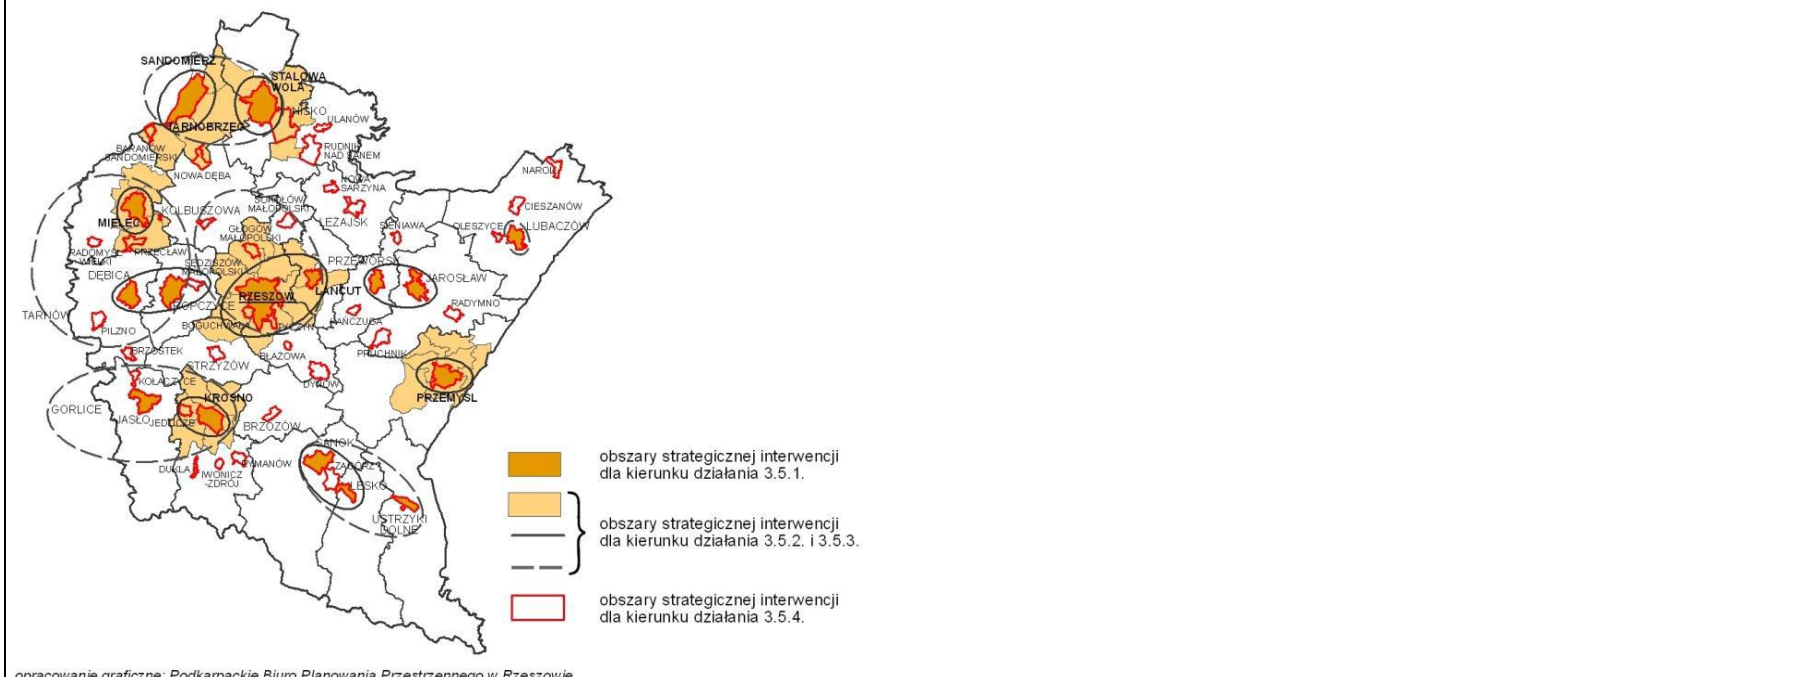 SANDOMIERZ
STALOWA
WOLA
NISKO
TARNOBRZEG
ULANÓW
BARANÓW
SANDOMIERSKI
RUDNIK
NAD SANEM
NOWA DĘBA
NAROL
NOWA
SARZYNA
CIESZANÓW
KOLBUSZOWA
SOKOŁÓW
MAŁOPOLSKI
LEŻAJSK
SIENIAWA
OLESZYCE
LUBACZÓW
MIELEC
GŁOGÓW
MAŁOPOLSKI
RADOMYŚL
WIELKI
PRZECŁAW
SĘDZISZÓW
MAŁOPOLSKI
PRZEWORSK
DĘBICA
JAROSŁAW
ROPCZYCE
RZESZÓW
ŁAŃCUT
RADYMNO
TARNÓW
PILZNO
BOGUCHWAŁA
TYCZYN
KAŃCZUGA
BRZOSTEK
STRZYŻÓW
BŁAŻOWA
PRUCHNIK
KOŁACZYCE
DYNÓW
KROSNO
PRZEMYŚL
GORLICE
JASŁO
JEDLICZE
BRZOZÓW
SANOK
DUKLA
IWONICZ
-ZDRÓJ
RYMANÓW
ZAGÓRZ
LESKO
USTRZYKI
DOLNE
obszary strategicznej interwencji
dla kierunku działania 3.5.1.
obszary strategicznej interwencji
dla kierunku działania 3.5.2. i 3.5.3.
obszary strategicznej interwencji
dla kierunku działania 3.5.4.
opracowanie graficzne: Podkarpackie Biuro Planowania Przestrzennego w Rzeszowie